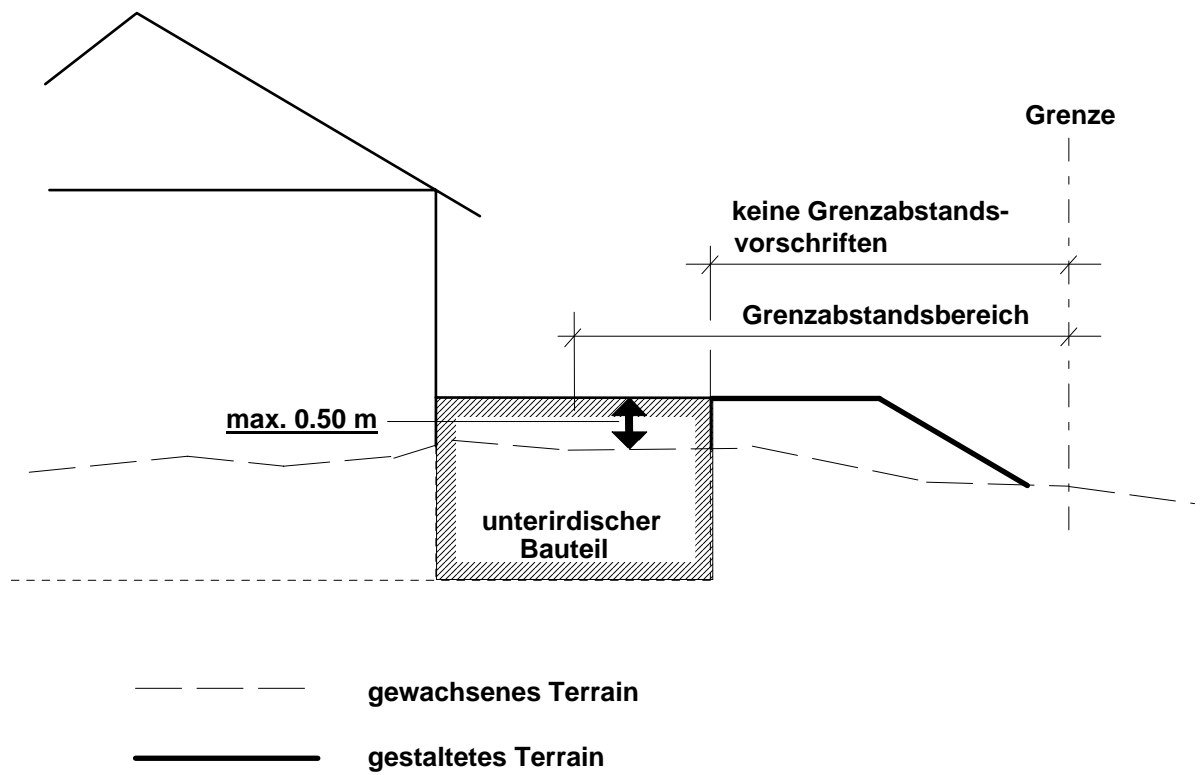 Grenze
keine Grenzabstands-
vorschriften
Grenzabstandsbereich
max. 0.50 m
unterirdischer
Bauteil
gewachsenes Terrain
gestaltetes Terrain